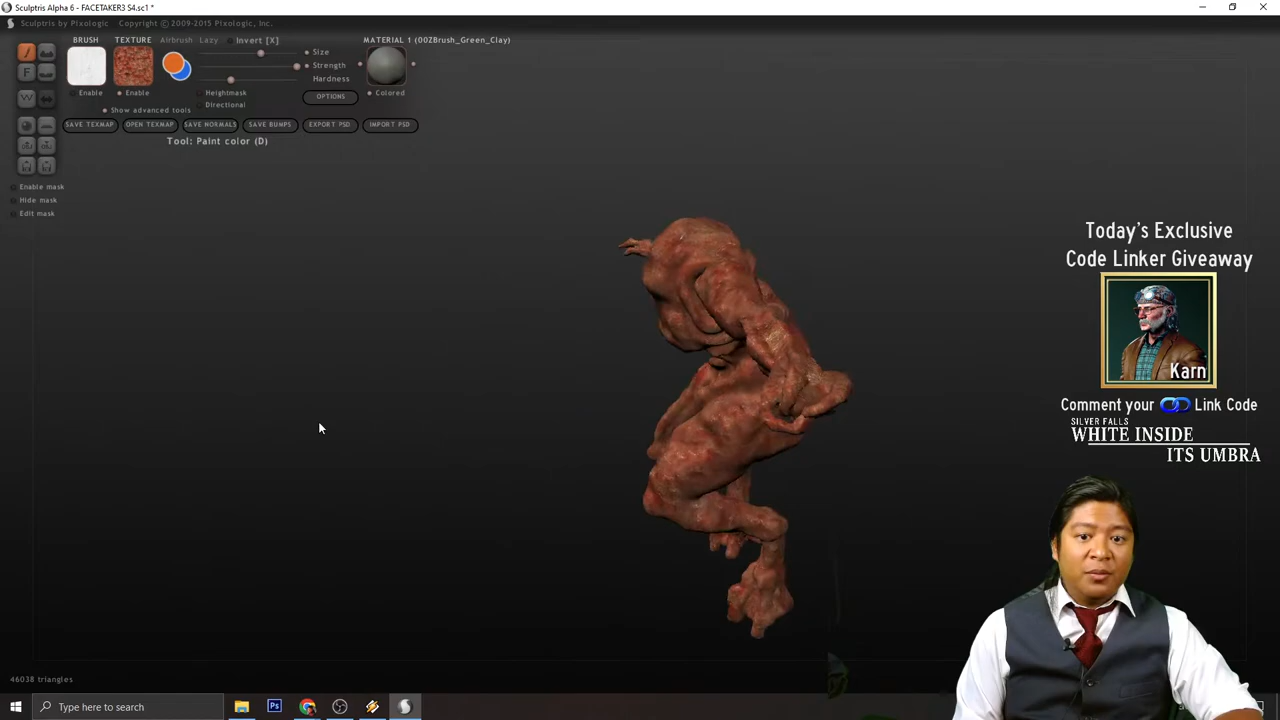 Sculptris Alpha 6 - FACETAKER3 S4.sc1 *
Sculptris by Pixologic Copyright © 2009-2015 Pixologic, Inc.
BRUSH TEXTURE Airbrush Lazy Invert [X] MATERIAL 1 (00ZBrush_Green_Clay)
Size
Strength
Hardness
Enable Enable Heightmask OPTIONS Colored
Directional
Show advanced tools
SAVE TEXMAP OPEN TEXMAP SAVE NORMALS SAVE BUMPS EXPORT PSD IMPORT PSD
Tool: Paint color (D)
F
W
Enable mask
Hide mask
Edit mask
Today's Exclusive
Code Linker Giveaway
Karn
Comment your Link Code
SILVER FALLS
WHITE INSIDE
ITS UMBRA
46038 triangles
Type here to search
Ps